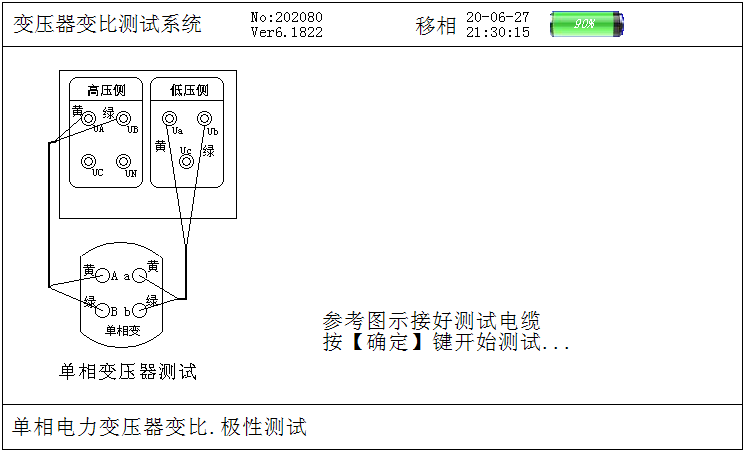 变压器变比测试系统
No:202080
Ver6.1822
移相
20-06-27
21:30:15
90%
高压侧 低压侧
黄 绿
UA UB Ua Ub
黄 绿
Uc
UC UN
黄 A a 黄
绿 B b 绿
单相变
参考图示接好测试电缆
按【确定】键开始测试...
单相变压器测试
单相电力变压器变比.极性测试